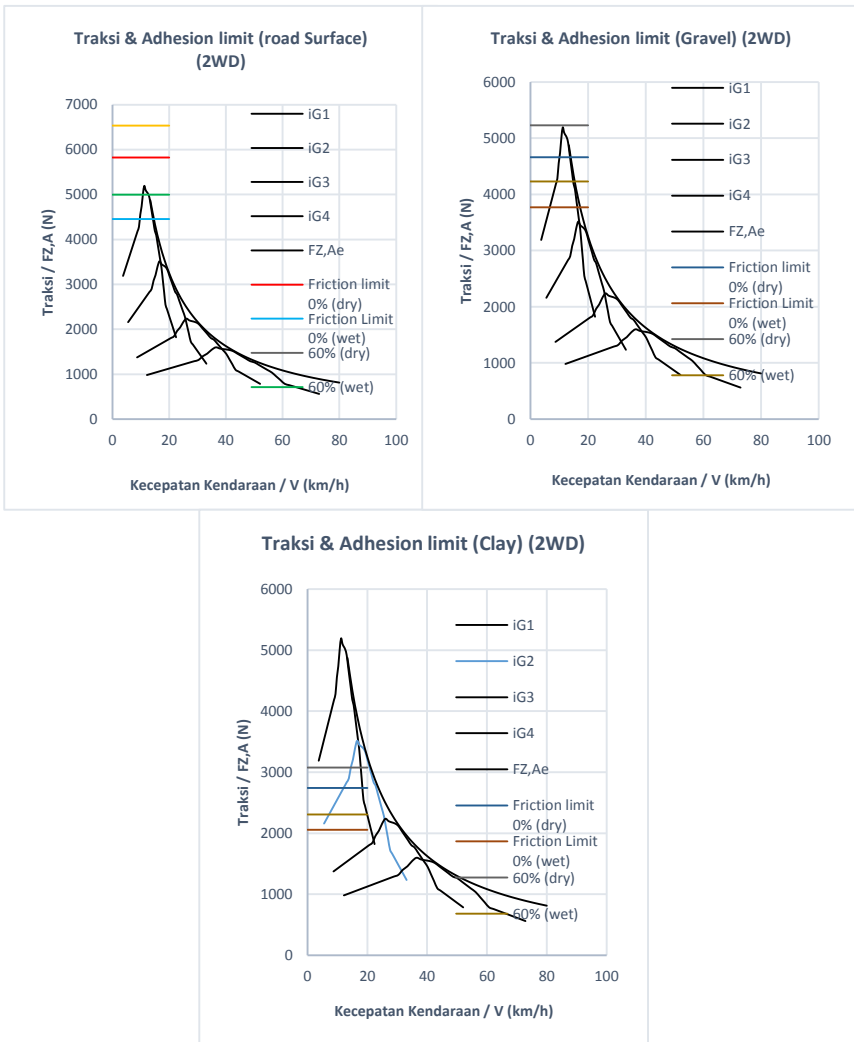 Traksi & Adhesion limit (road Surface)
(2WD)
7000
6000
5000
4000
3000
2000
1000
0
0 20 40 60 80 100
Traksi / FZ,A (N)
Kecepatan Kendaraan / V (km/h)
iG1
iG2
iG3
iG4
FZ,Ae
Friction limit
0% (dry)
Friction Limit
0% (wet)
60% (dry)
60% (wet)
Traksi & Adhesion limit (Gravel) (2WD)
6000
5000
4000
3000
2000
1000
0
0 20 40 60 80 100
Traksi / FZ,A (N)
Kecepatan Kendaraan / V (km/h)
iG1
iG2
iG3
iG4
FZ,Ae
Friction limit
0% (dry)
Friction Limit
0% (wet)
60% (dry)
60% (wet)
Traksi & Adhesion limit (Clay) (2WD)
6000
5000
4000
3000
2000
1000
0
0 20 40 60 80 100
Traksi / FZ,A (N)
Kecepatan Kendaraan / V (km/h)
iG1
iG2
iG3
iG4
FZ,Ae
Friction limit
0% (dry)
Friction Limit
0% (wet)
60% (dry)
60% (wet)